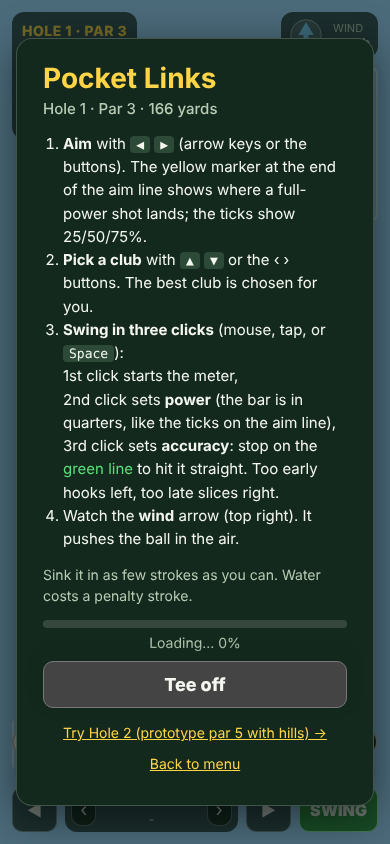 HOLE 1 · PAR 3
WIND
Pocket Links
Hole 1 · Par 3 · 166 yards
1. Aim with ◀ ▶ (arrow keys or the
buttons). The yellow marker at the end
of the aim line shows where a full-
power shot lands; the ticks show
25/50/75%.
2. Pick a club with ▲ ▼ or the ‹ ›
buttons. The best club is chosen for
you.
3. Swing in three clicks (mouse, tap, or
Space):
1st click starts the meter,
2nd click sets power (the bar is in
quarters, like the ticks on the aim line),
3rd click sets accuracy: stop on the
green line to hit it straight. Too early
hooks left, too late slices right.
4. Watch the wind arrow (top right). It
pushes the ball in the air.
Sink it in as few strokes as you can. Water
costs a penalty stroke.
Loading… 0%
Tee off
Try Hole 2 (prototype par 5 with hills) →
Back to menu
◀ ‹ - › ▶ SWING